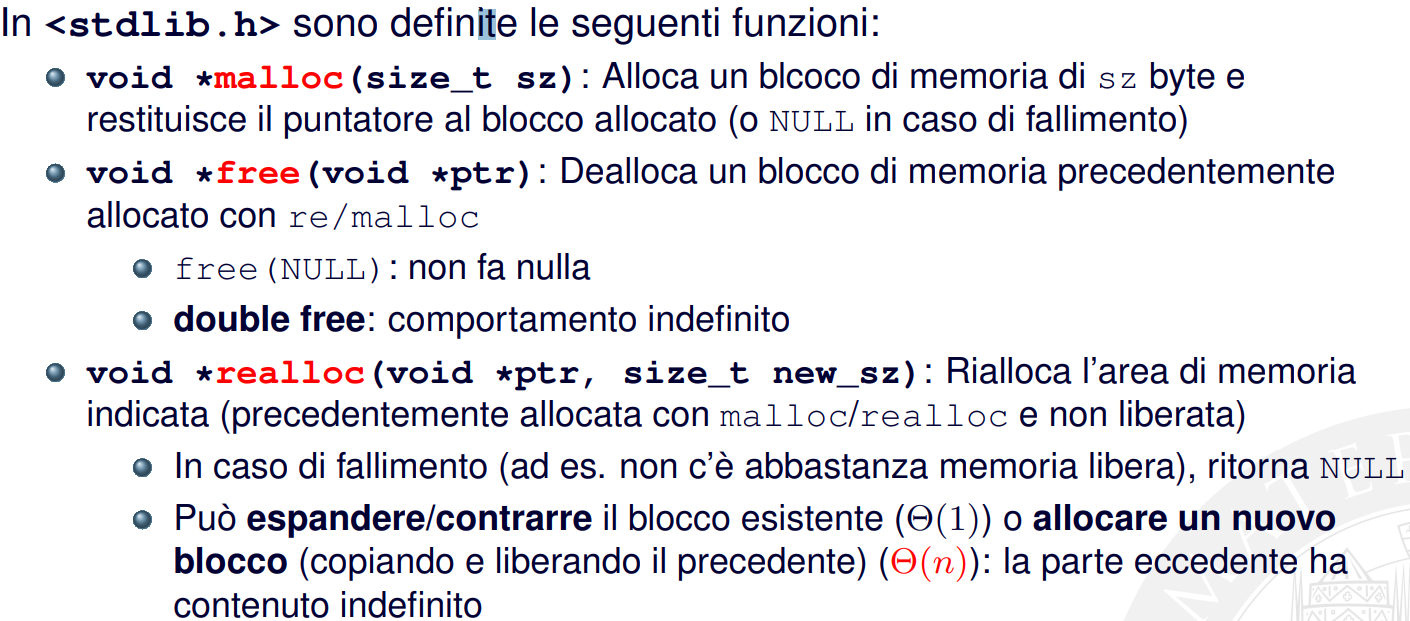 In <stdlib.h> sono definite le seguenti funzioni:
void *malloc(size_t sz): Alloca un blcoco di memoria di sz byte e
restituisce il puntatore al blocco allocato (o NULL in caso di fallimento)
void *free(void *ptr): Dealloca un blocco di memoria precedentemente
allocato con re/malloc
free(NULL): non fa nulla
double free: comportamento indefinito
void *realloc(void *ptr, size_t new_sz): Rialloca l'area di memoria
indicata (precedentemente allocata con malloc/realloc e non liberata)
In caso di fallimento (ad es. non c'è abbastanza memoria libera), ritorna NULL
Può espandere/contrarre il blocco esistente (Θ(1)) o allocare un nuovo
blocco (copiando e liberando il precedente) (Θ(n)): la parte eccedente ha
contenuto indefinito